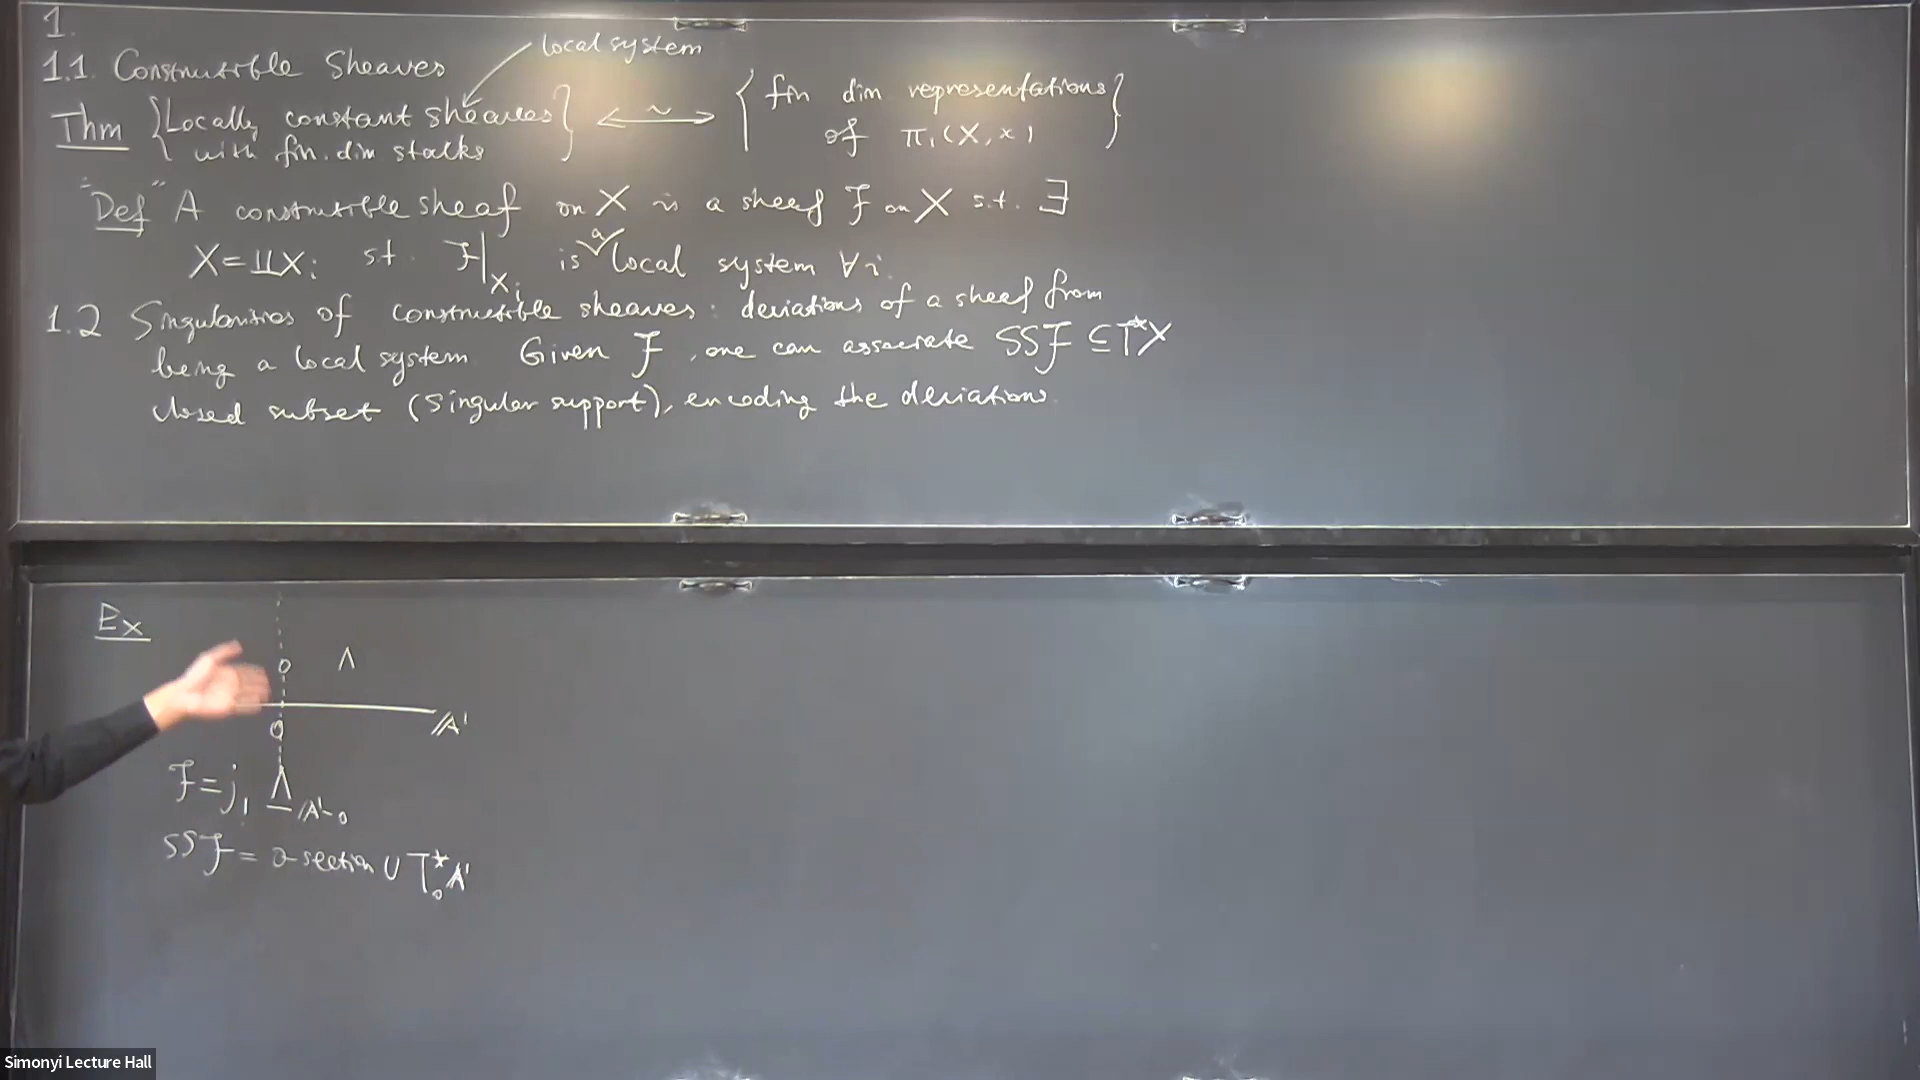 1.
1.1. Constructible Sheaves
local system
Thm {Locally constant sheaves with fin. dim stalks} ⟷~ {fin dim representations of π₁(X, x)}
"Def" A constructible sheaf on X is a sheaf F on X s.t. ∃
X = ⨿Xᵢ st. F|_{Xᵢ} is a local system ∀i.
1.2 Singularities of constructible sheaves: deviations of a sheaf from
being a local system. Given F, one can associate SSF ⊆ T*X
closed subset (singular support), encoding the deviations.
Ex
0 Λ
0 𝔸¹
F = j_! Λ_{𝔸¹-0}
SSF = 0-section ∪ T*₀𝔸¹
Simonyi Lecture Hall